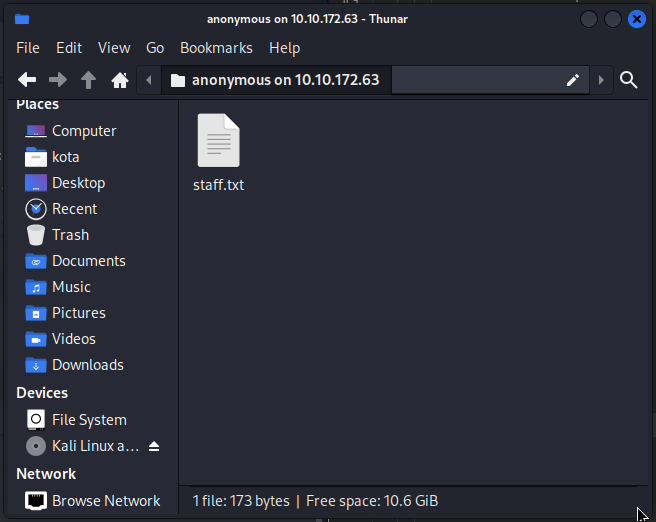 anonymous on 10.10.172.63 - Thunar
File Edit View Go Bookmarks Help
anonymous on 10.10.172.63
Places
Computer
kota
Desktop
Recent
Trash
Documents
Music
Pictures
Videos
Downloads
Devices
File System
Kali Linux a...
Network
Browse Network
staff.txt
1 file: 173 bytes | Free space: 10.6 GiB